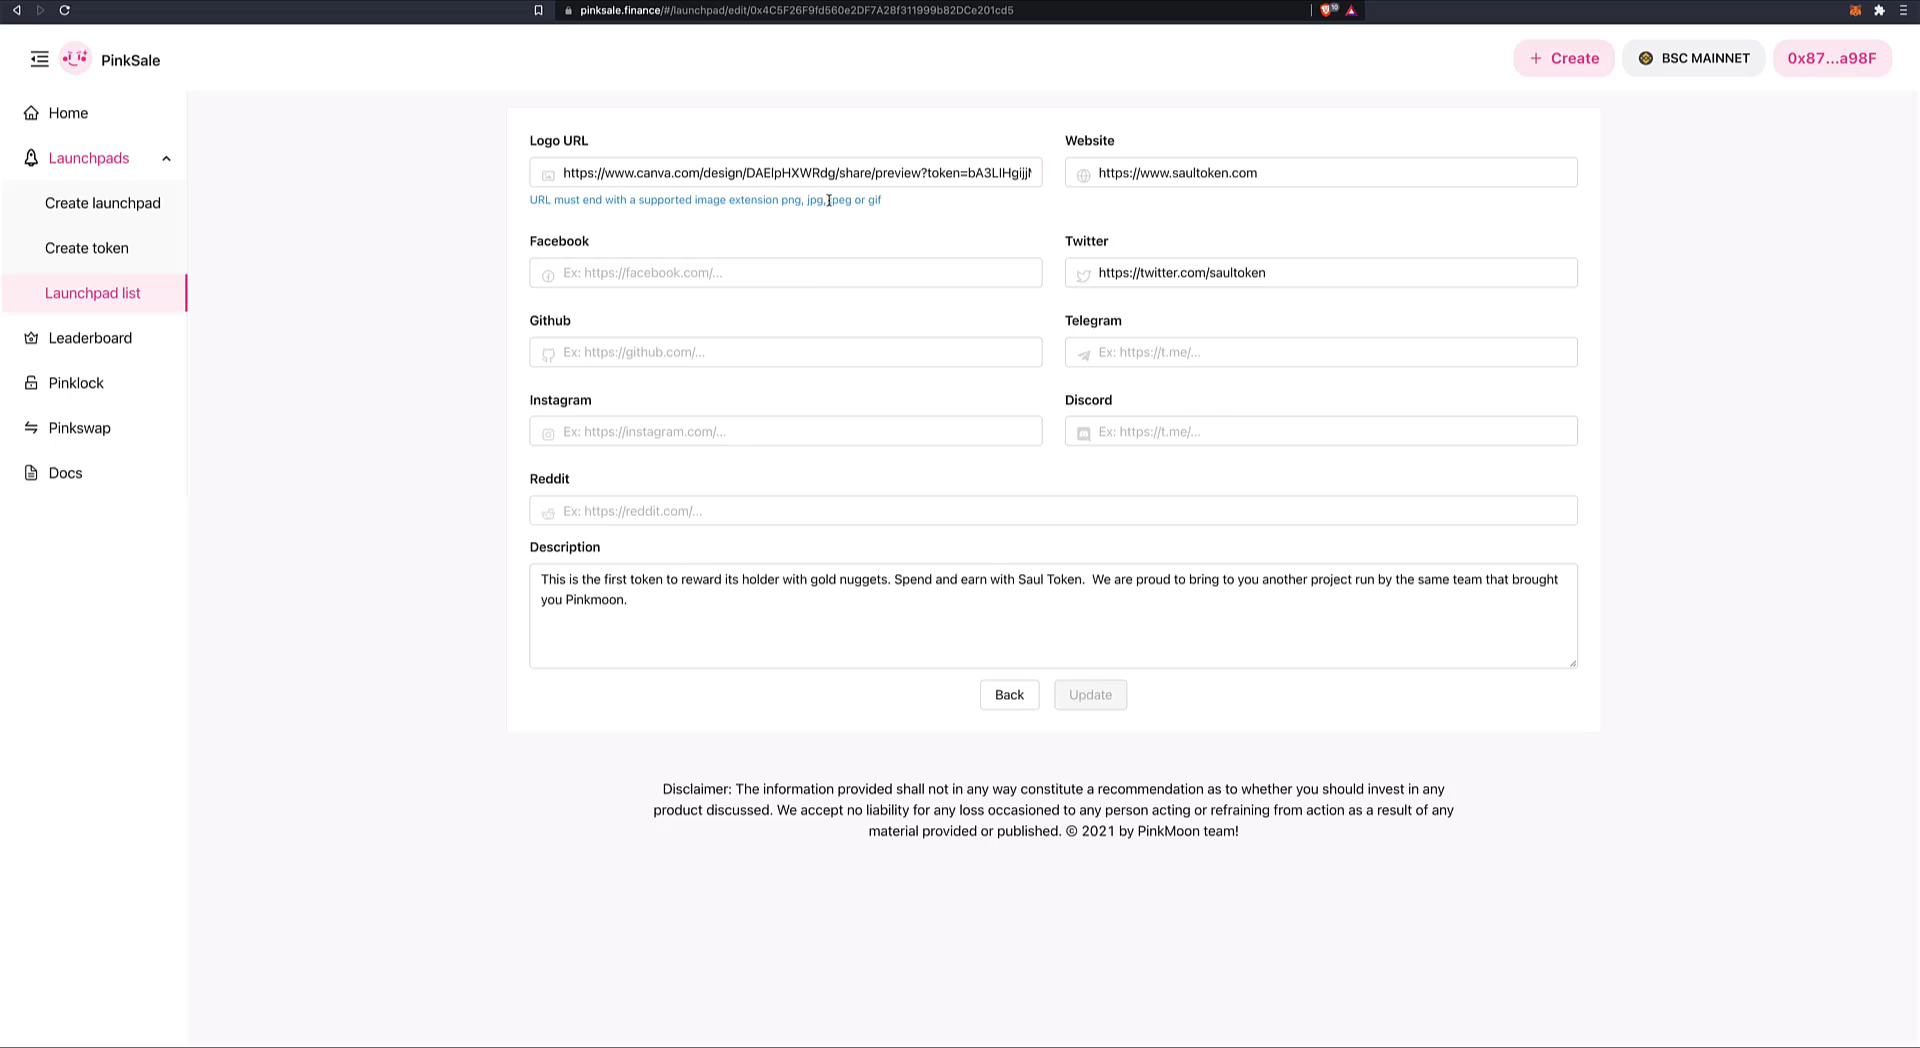 pinksale.finance/#/launchpad/edit/0x4C5F26F9fd560e2DF7A28f311999b82DCe201cd5
10
PinkSale
+ Create
BSC MAINNET
0x87...a98F
Home
Launchpads
Create launchpad
Create token
Launchpad list
Leaderboard
Pinklock
Pinkswap
Docs
Logo URL
https://www.canva.com/design/DAElpHXWRdg/share/preview?token=bA3LlHgijj
URL must end with a supported image extension png, jpg, jpeg or gif
Website
https://www.saultoken.com
Facebook
Ex: https://facebook.com/...
Twitter
https://twitter.com/saultoken
Github
Ex: https://github.com/...
Telegram
Ex: https://t.me/...
Instagram
Ex: https://instagram.com/...
Discord
Ex: https://t.me/...
Reddit
Ex: https://reddit.com/...
Description
This is the first token to reward its holder with gold nuggets. Spend and earn with Saul Token.  We are proud to bring to you another project run by the same team that brought
you Pinkmoon.
Back
Update
Disclaimer: The information provided shall not in any way constitute a recommendation as to whether you should invest in any
product discussed. We accept no liability for any loss occasioned to any person acting or refraining from action as a result of any
material provided or published. © 2021 by PinkMoon team!